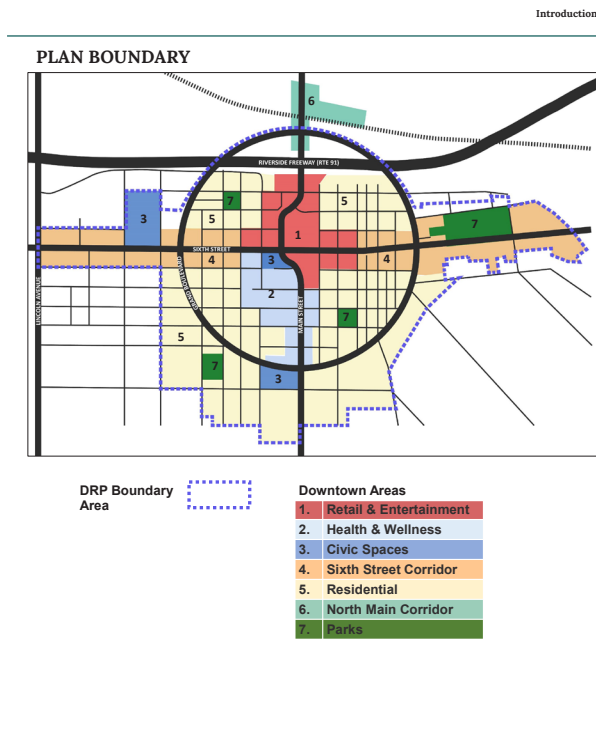 Introduction
PLAN BOUNDARY
6
RIVERSIDE FREEWAY (RTE 91)
7
5
5
3
7
1
SIXTH STREET
4
3
4
GRAND BOULEVARD
2
LINCOLN AVENUE
MAIN STREET
7
5
7
3
DRP Boundary
Area
Downtown Areas
1. Retail & Entertainment
2. Health & Wellness
3. Civic Spaces
4. Sixth Street Corridor
5. Residential
6. North Main Corridor
7. Parks